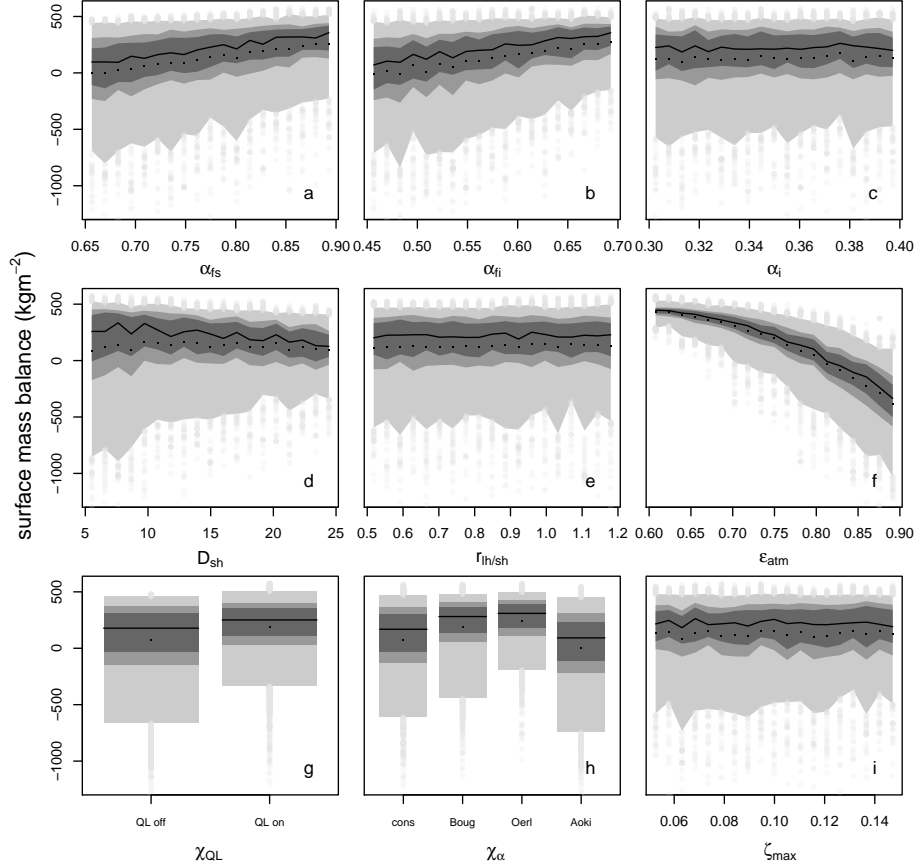 surface mass balance (kgm⁻²)
500
0
−500
−1000
a
b
c
0.65 0.70 0.75 0.80 0.85 0.90
0.45 0.50 0.55 0.60 0.65 0.70
0.30 0.32 0.34 0.36 0.38 0.40
α_fs
α_fi
α_i
500
0
−500
−1000
d
e
f
5 10 15 20 25
0.5 0.6 0.7 0.8 0.9 1.0 1.1 1.2
0.60 0.65 0.70 0.75 0.80 0.85 0.90
D_sh
r_lh/sh
ε_atm
500
0
−500
−1000
g
h
i
QL off QL on
cons Boug Oerl Aoki
0.06 0.08 0.10 0.12 0.14
χ_QL
χ_α
ζ_max